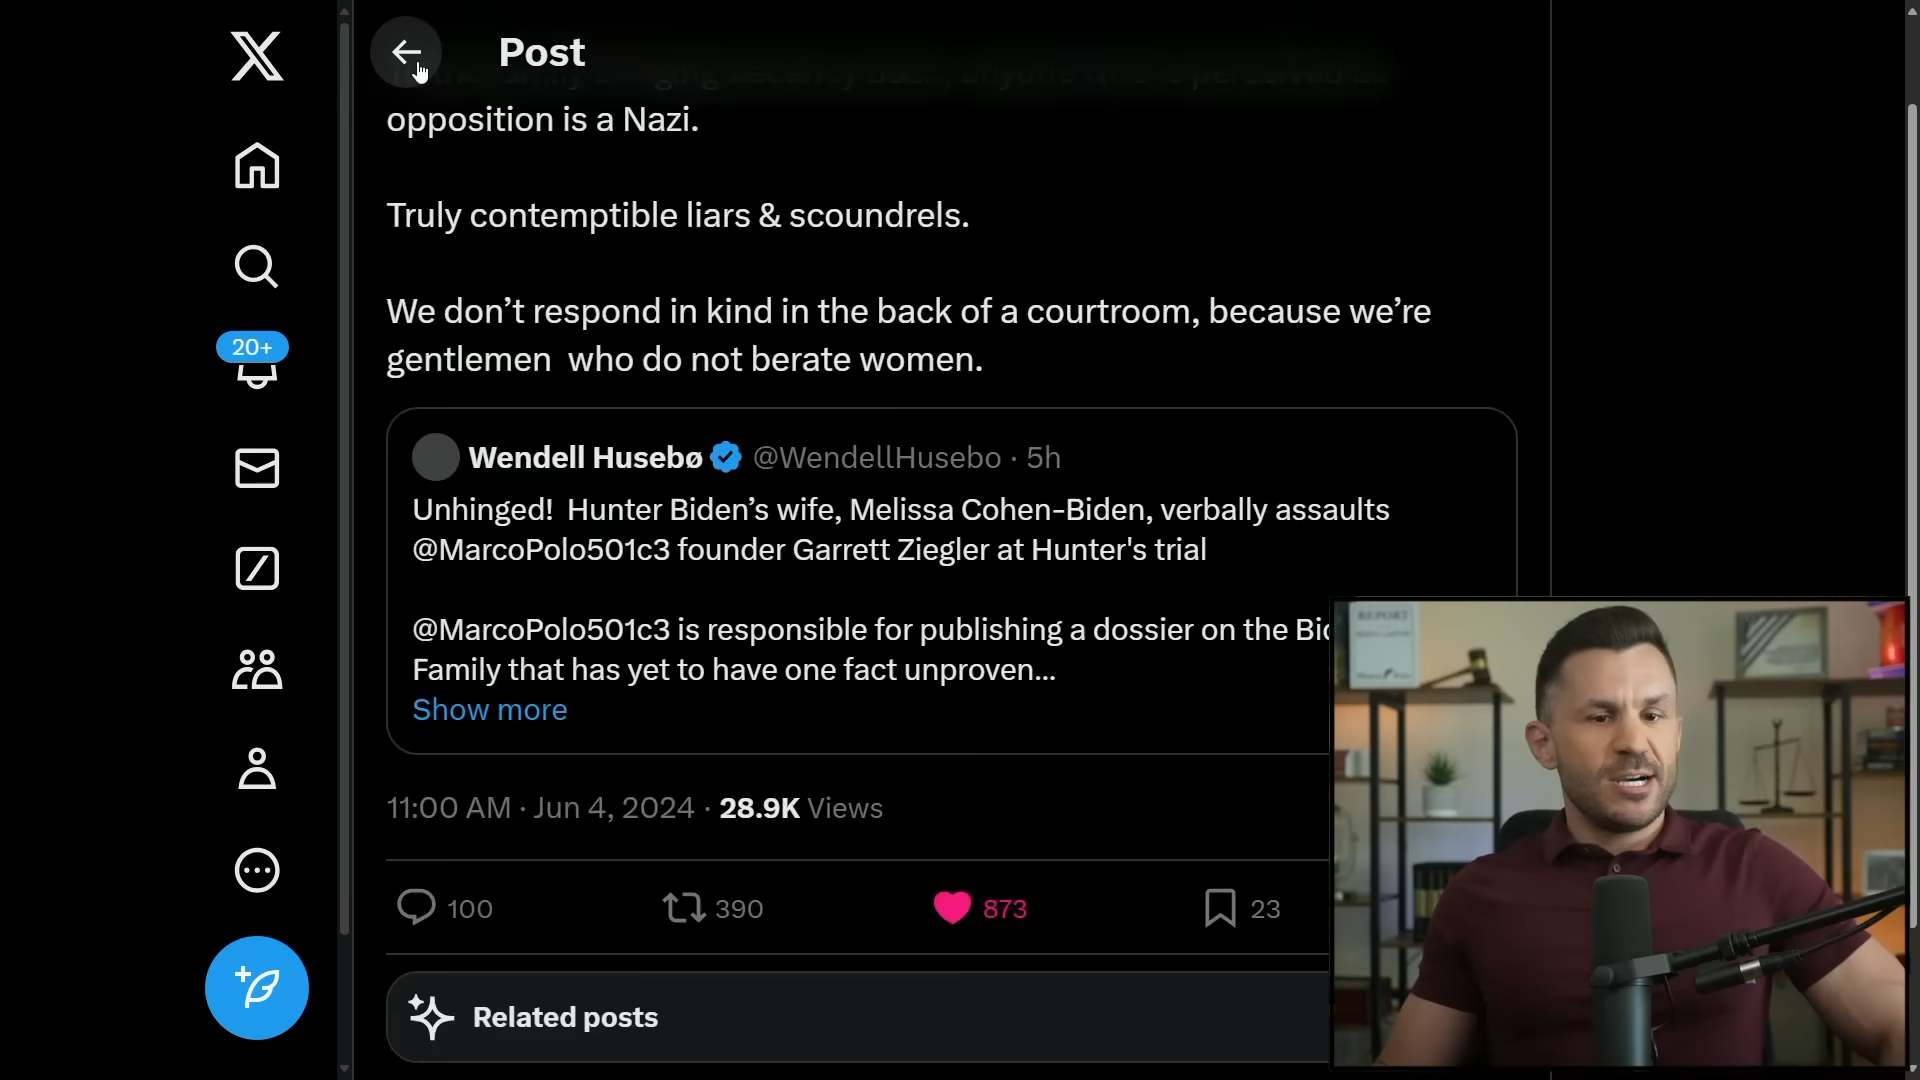 Post
opposition is a Nazi.
Truly contemptible liars & scoundrels.
We don’t respond in kind in the back of a courtroom, because we’re
gentlemen  who do not berate women.
20+
Wendell Husebø @WendellHusebo · 5h
Unhinged!  Hunter Biden’s wife, Melissa Cohen-Biden, verbally assaults
@MarcoPolo501c3 founder Garrett Ziegler at Hunter's trial
@MarcoPolo501c3 is responsible for publishing a dossier on the
Family that has yet to have one fact unproven...
Show more
11:00 AM · Jun 4, 2024 · 28.9K Views
100 390 873 23
Related posts
REPORT